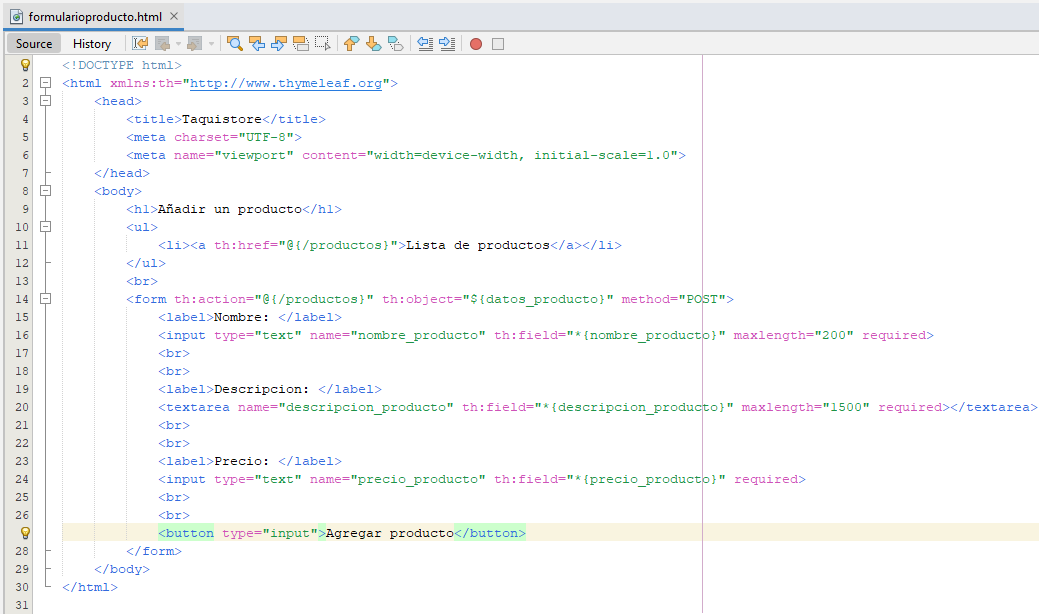 formularioproducto.html
Source History
<!DOCTYPE html>
2 <html xmlns:th="http://www.thymeleaf.org">
3 <head>
4 <title>Taquistore</title>
5 <meta charset="UTF-8">
6 <meta name="viewport" content="width=device-width, initial-scale=1.0">
7 </head>
8 <body>
9 <h1>Añadir un producto</h1>
10 <ul>
11 <li><a th:href="@{/productos}">Lista de productos</a></li>
12 </ul>
13 <br>
14 <form th:action="@{/productos}" th:object="${datos_producto}" method="POST">
15 <label>Nombre: </label>
16 <input type="text" name="nombre_producto" th:field="*{nombre_producto}" maxlength="200" required>
17 <br>
18 <br>
19 <label>Descripcion: </label>
20 <textarea name="descripcion_producto" th:field="*{descripcion_producto}" maxlength="1500" required></textarea>
21 <br>
22 <br>
23 <label>Precio: </label>
24 <input type="text" name="precio_producto" th:field="*{precio_producto}" required>
25 <br>
26 <br>
<button type="input">Agregar producto</button>
28 </form>
29 </body>
30 </html>
31